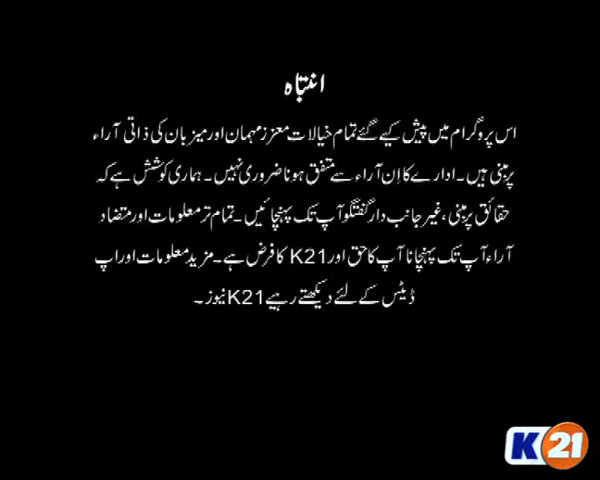 انتباہ
اس پروگرام میں پیش کیے گئے تمام خیالات معزز مہمان اور میزبان کی ذاتی آراء
پر مبنی ہیں۔ ادارے کا اِن آراء سے متفق ہونا ضروری نہیں۔ ہماری کوشش ہے کہ
حقائق پر مبنی، غیر جانب دار گفتگو آپ تک پہنچائیں۔ تمام تر معلومات اور متضاد
آراء آپ تک پہنچانا آپ کا حق اور K21 کا فرض ہے۔ مزید معلومات اور اپ
ڈیٹس کے لئے دیکھتے رہیے K21 نیوز۔
K21